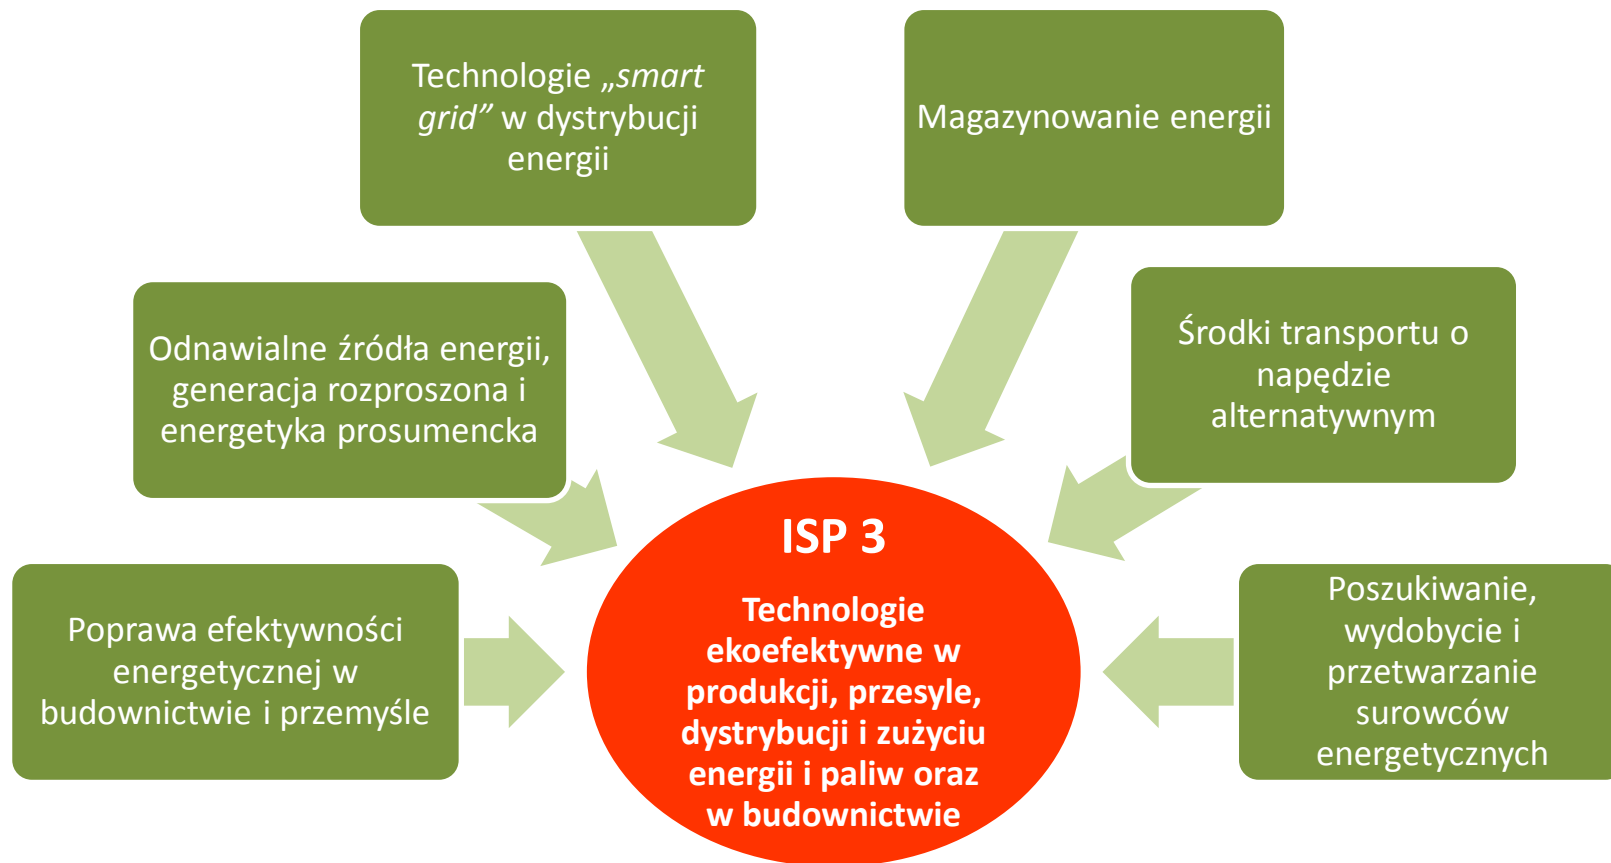 Technologie „smart
grid” w dystrybucji
energii
Magazynowanie energii
Odnawialne źródła energii,
generacja rozproszona i
energetyka prosumencka
Środki transportu o
napędzie
alternatywnym
Poprawa efektywności
energetycznej w
budownictwie i przemyśle
ISP 3
Technologie
ekoefektywne w
produkcji, przesyle,
dystrybucji i zużyciu
energii i paliw oraz
w budownictwie
Poszukiwanie,
wydobycie i
przetwarzanie
surowców
energetycznych